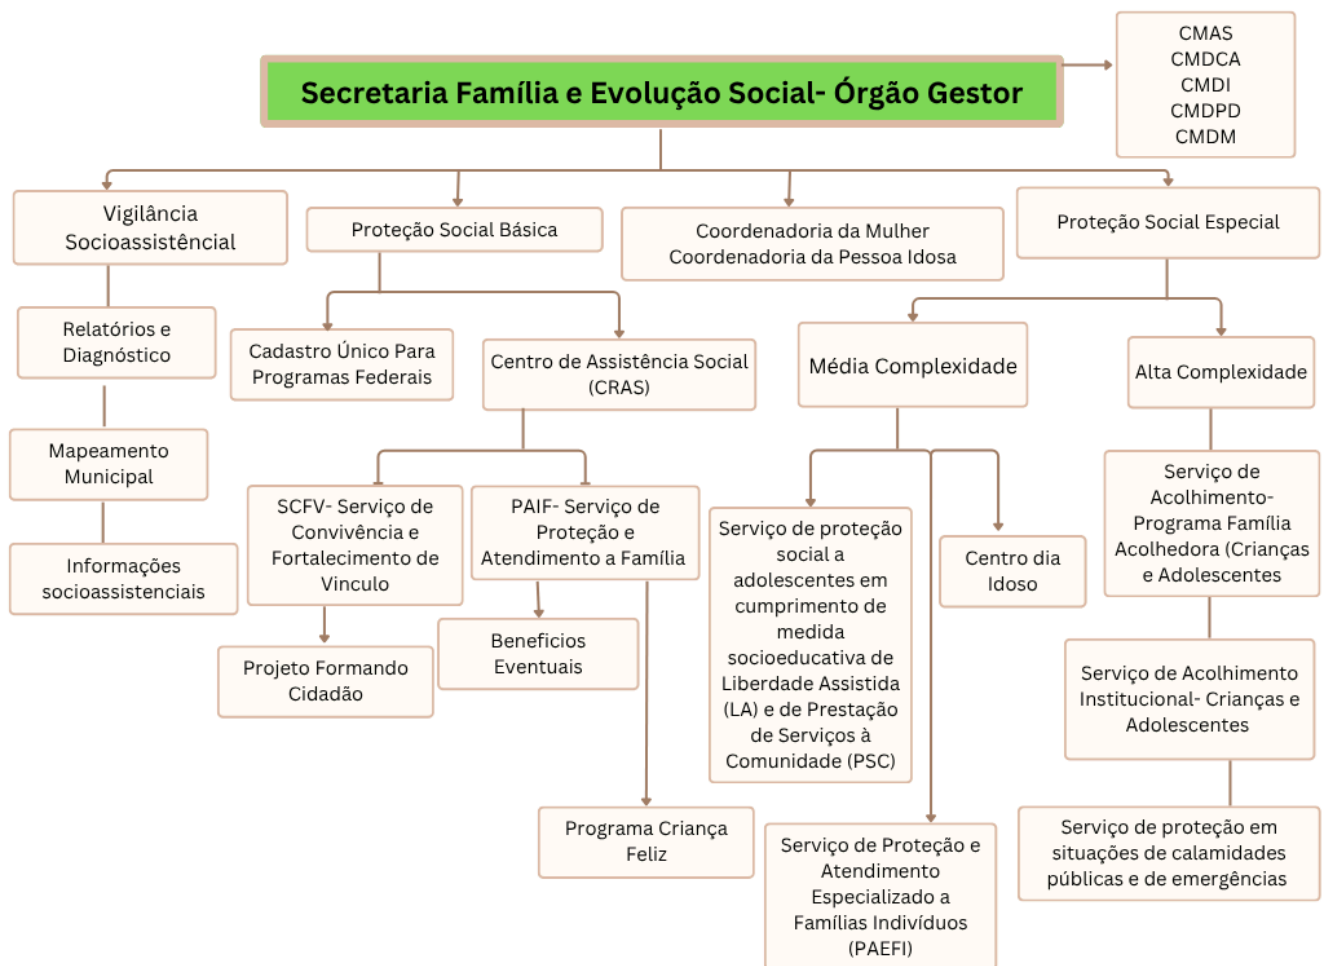 CMAS
CMDCA
CMDI
CMDPD
CMDM
Secretaria Família e Evolução Social- Órgão Gestor
Vigilância
Socioassistêncial
Proteção Social Básica
Coordenadoria da Mulher
Coordenadoria da Pessoa Idosa
Proteção Social Especial
Relatórios e
Diagnóstico
Cadastro Único Para
Programas Federais
Centro de Assistência Social
(CRAS)
Média Complexidade
Alta Complexidade
Mapeamento
Municipal
SCFV- Serviço de
Convivência e
Fortalecimento de
Vinculo
PAIF- Serviço de
Proteção e
Atendimento a Família
Serviço de proteção
social a
adolescentes em
cumprimento de
medida
socioeducativa de
Liberdade Assistida
(LA) e de Prestação
de Serviços à
Comunidade (PSC)
Centro dia
Idoso
Serviço de
Acolhimento-
Programa Família
Acolhedora (Crianças
e Adolescentes
Informações
socioassistenciais
Projeto Formando
Cidadão
Beneficios
Eventuais
Serviço de Acolhimento
Institucional- Crianças e
Adolescentes
Programa Criança
Feliz
Serviço de Proteção e
Atendimento
Especializado a
Famílias Indivíduos
(PAEFI)
Serviço de proteção em
situações de calamidades
públicas e de emergências